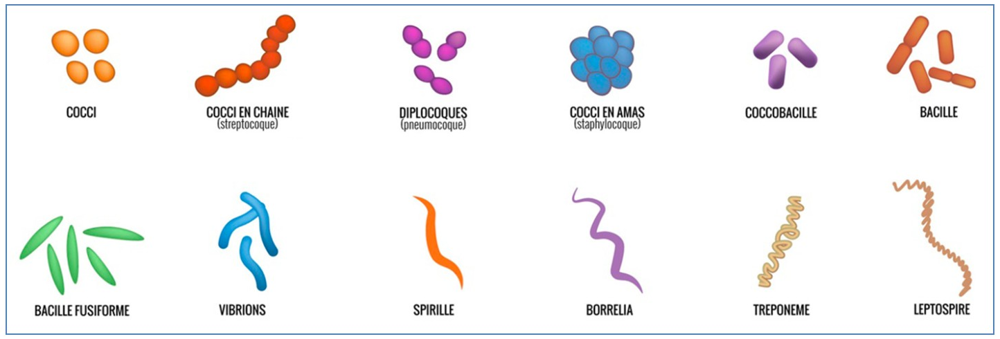 COCCI
COCCI EN CHAINE
(streptocoque)
DIPLOCOQUES
(pneumocoque)
COCCI EN AMAS
(staphylocoque)
COCCOBACILLE
BACILLE
BACILLE FUSIFORME
VIBRIONS
SPIRILLE
BORRELIA
TREPONEME
LEPTOSPIRE